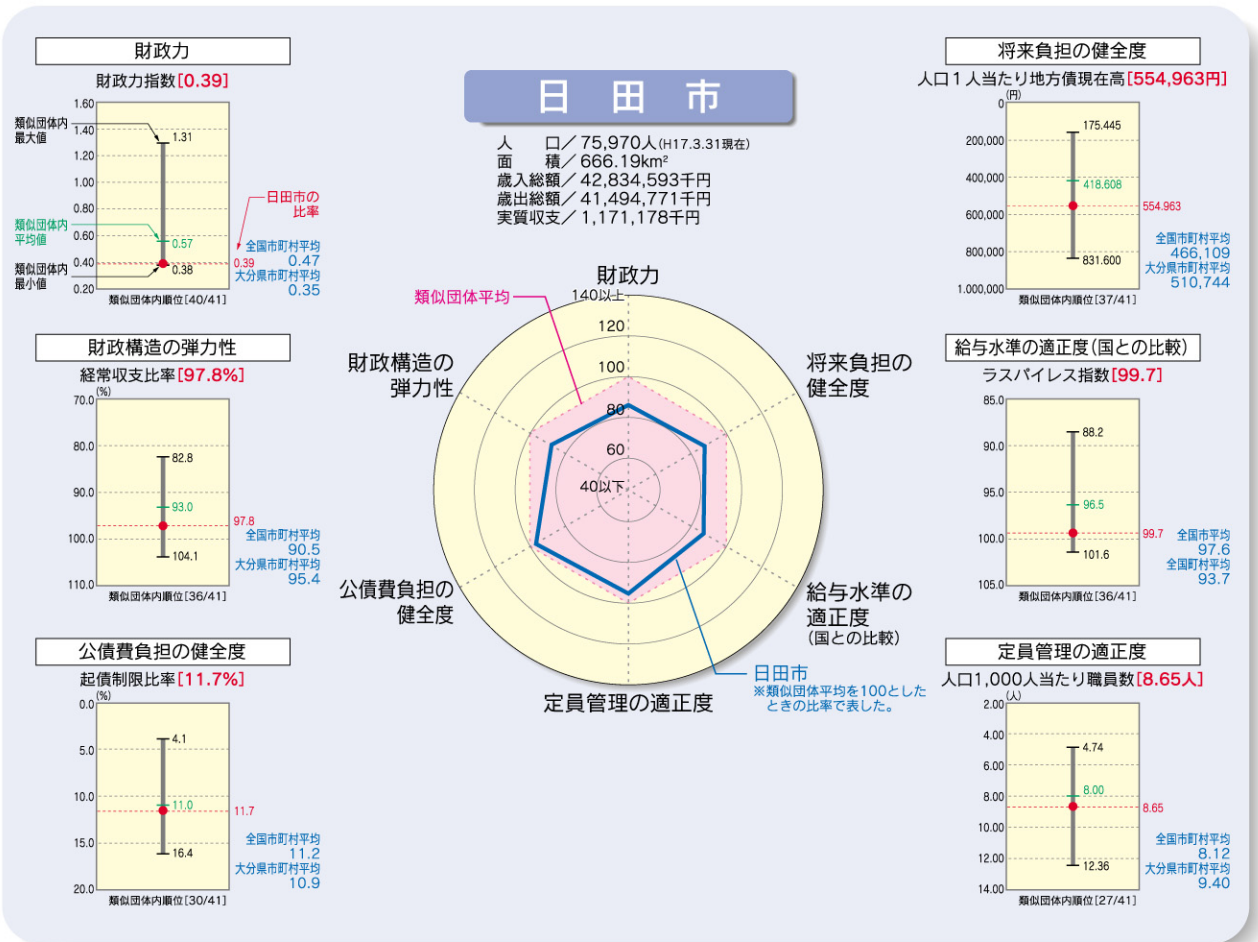 日田市
人　　口／75,970人(H17.3.31現在)
面　　積／666.19km²
歳入総額／42,834,593千円
歳出総額／41,494,771千円
実質収支／1,171,178千円
財政力
財政力指数[0.39]
1.60
1.40
1.20
1.00
0.80
0.60
0.40
0.20
類似団体内
最大値
1.31
日田市の
比率
類似団体内
平均値
0.57
類似団体内
最小値
0.38
0.39
全国市町村平均
0.47
大分県市町村平均
0.35
類似団体内順位[40/41]
財政構造の弾力性
経常収支比率[97.8%]
(%)
70.0
80.0
90.0
100.0
110.0
82.8
93.0
97.8
104.1
全国市町村平均
90.5
大分県市町村平均
95.4
類似団体内順位[36/41]
公債費負担の健全度
起債制限比率[11.7%]
(%)
0.0
5.0
10.0
15.0
20.0
4.1
11.0
11.7
16.4
全国市町村平均
11.2
大分県市町村平均
10.9
類似団体内順位[30/41]
類似団体平均
財政力
140以上
120
100
80
60
40以下
財政構造の
弾力性
将来負担の
健全度
公債費負担の
健全度
給与水準の
適正度
(国との比較)
定員管理の適正度
日田市
※類似団体平均を100とした
ときの比率で表した。
将来負担の健全度
人口1人当たり地方債現在高[554,963円]
(円)
0
200,000
400,000
600,000
800,000
1.000,000
175.445
418.608
554.963
831.600
全国市町村平均
466,109
大分県市町村平均
510,744
類似団体内順位[37/41]
給与水準の適正度(国との比較)
ラスパイレス指数[99.7]
85.0
90.0
95.0
100.0
105.0
88.2
96.5
99.7
101.6
全国市平均
97.6
全国町村平均
93.7
類似団体内順位[36/41]
定員管理の適正度
人口1,000人当たり職員数[8.65人]
(人)
2.00
4.00
6.00
8.00
10.00
12.00
14.00
4.74
8.00
8.65
12.36
全国市町村平均
8.12
大分県市町村平均
9.40
類似団体内順位[27/41]